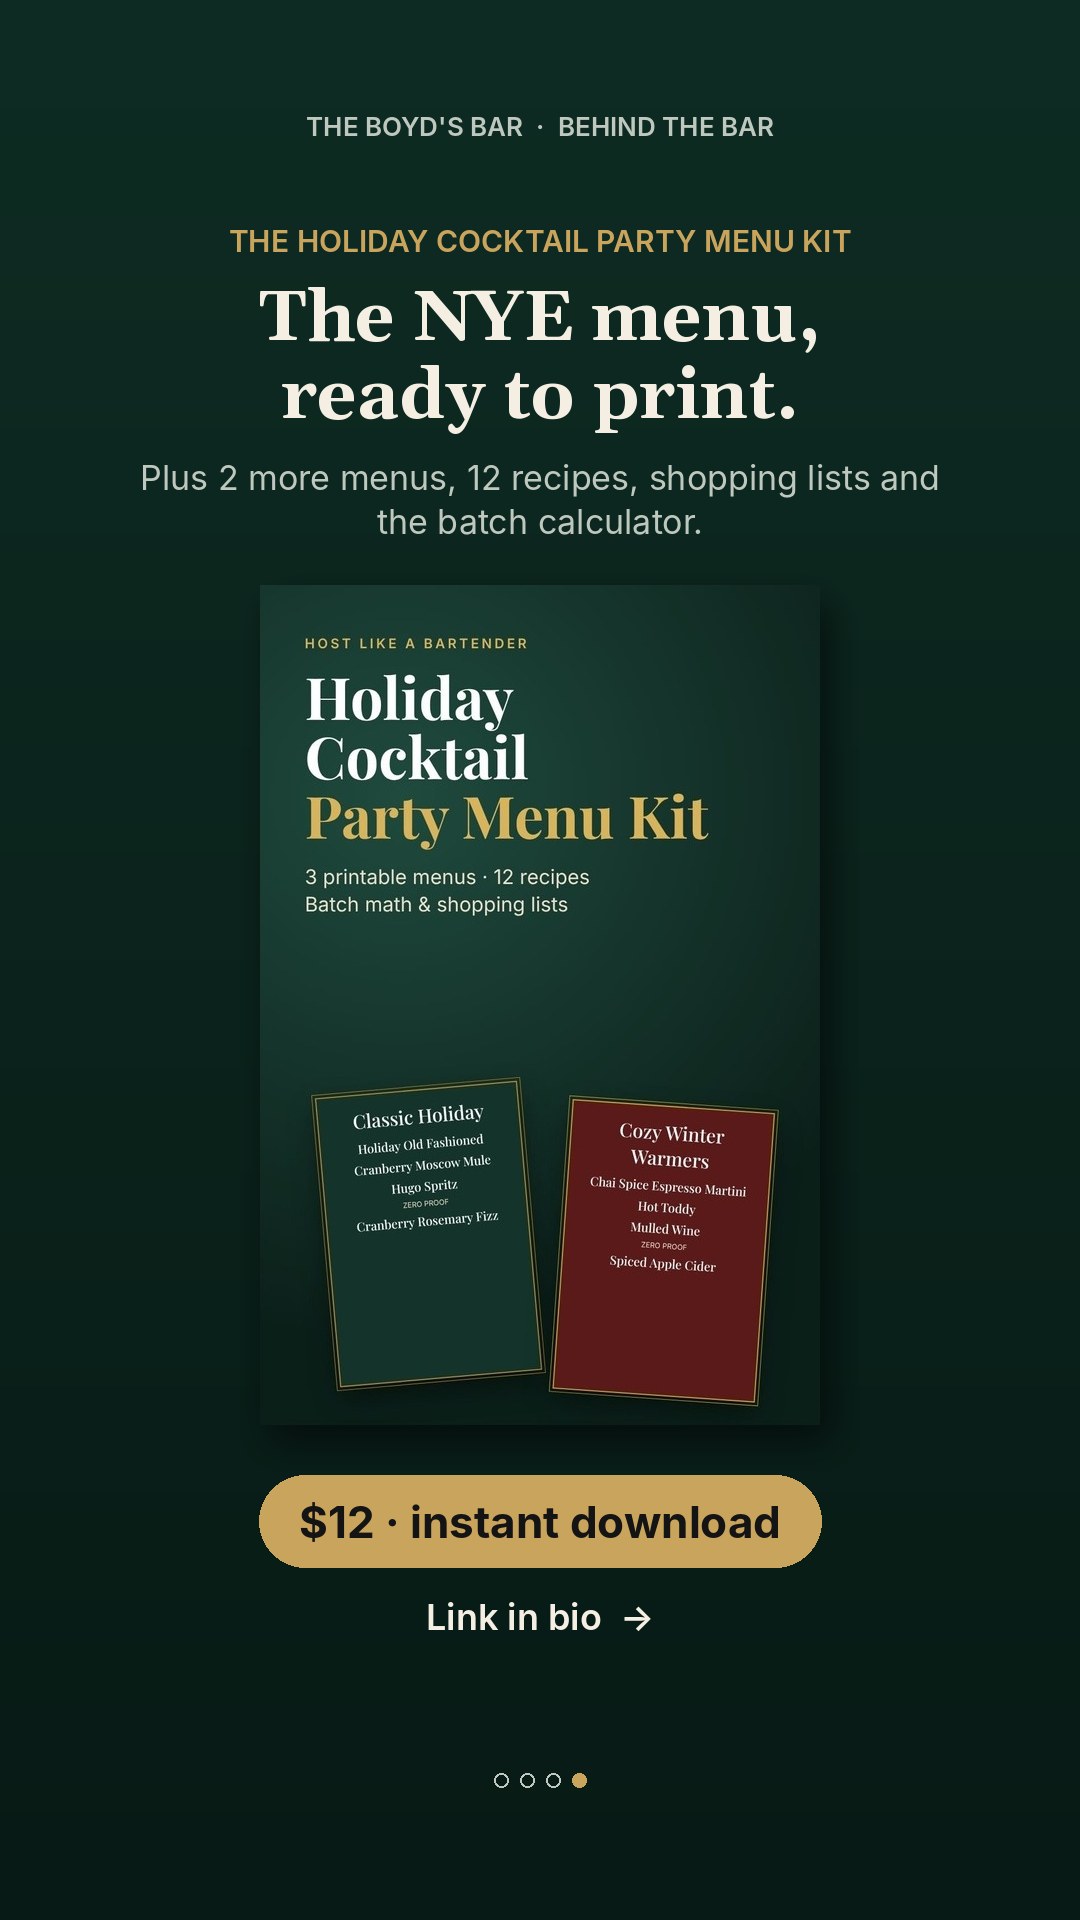 THE BOYD'S BAR · BEHIND THE BAR
THE HOLIDAY COCKTAIL PARTY MENU KIT
The NYE menu,
ready to print.
Plus 2 more menus, 12 recipes, shopping lists and
the batch calculator.
HOST LIKE A BARTENDER
Holiday
Cocktail
Party Menu Kit
3 printable menus · 12 recipes
Batch math & shopping lists
Classic Holiday
Holiday Old Fashioned
Cranberry Moscow Mule
Hugo Spritz
ZERO PROOF
Cranberry Rosemary Fizz
Cozy Winter
Warmers
Chai Spice Espresso Martini
Hot Toddy
Mulled Wine
ZERO PROOF
Spiced Apple Cider
$12 · instant download
Link in bio →